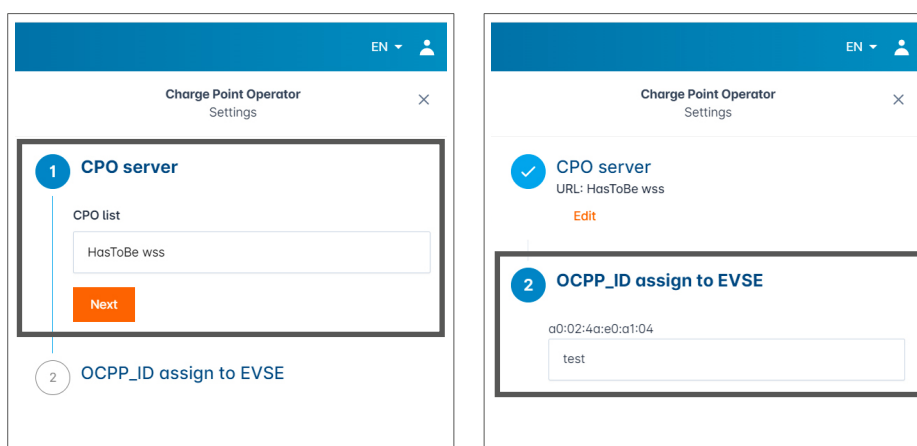 EN
Charge Point Operator
Settings
1 CPO server
CPO list
HasToBe wss
Next
2 OCPP_ID assign to EVSE
EN
Charge Point Operator
Settings
CPO server
URL: HasToBe wss
Edit
2 OCPP_ID assign to EVSE
a0:02:4a:e0:a1:04
test